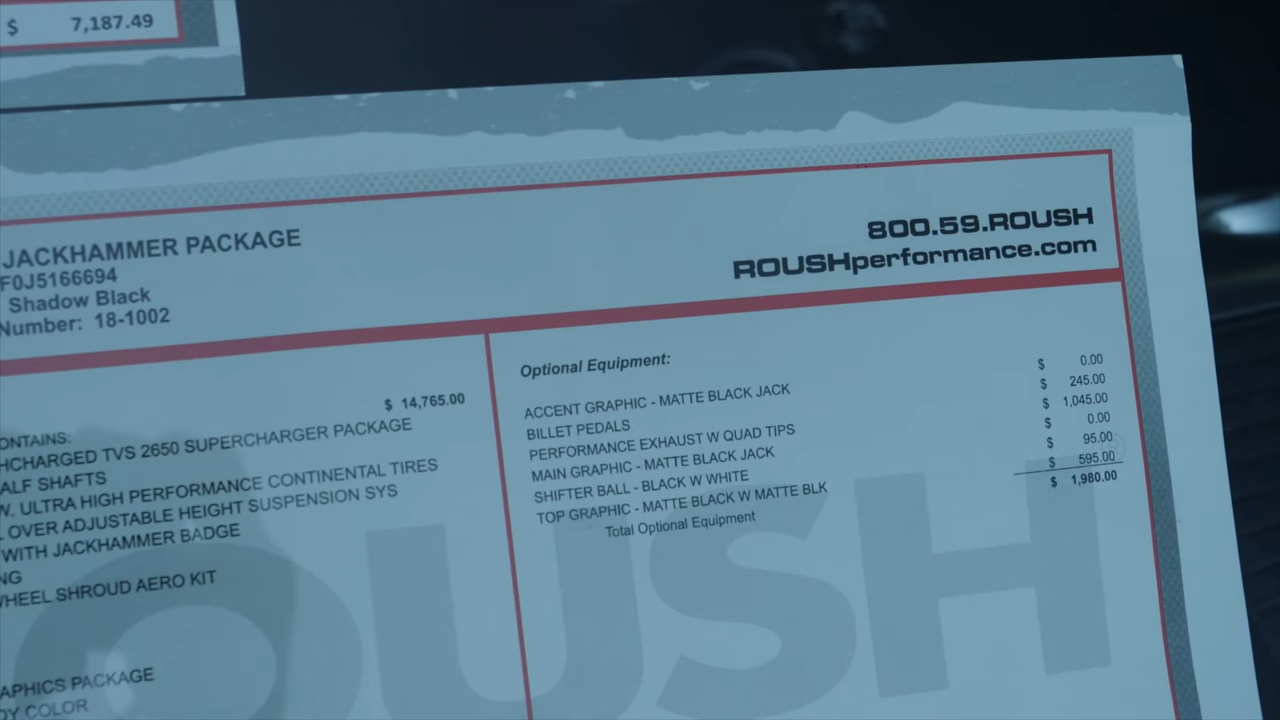 $ 7,187.49
JACKHAMMER PACKAGE
F0J5166694
Shadow Black
Number: 18-1002
800.59.ROUSH
ROUSHperformance.com
$ 14,765.00
ONTAINS:
HCHARGED TVS 2650 SUPERCHARGER PACKAGE
ALF SHAFTS
W. ULTRA HIGH PERFORMANCE CONTINENTAL TIRES
OVER ADJUSTABLE HEIGHT SUSPENSION SYS
WITH JACKHAMMER BADGE
NG
WHEEL SHROUD AERO KIT
APHICS PACKAGE
DY COLOR
Optional Equipment:
ACCENT GRAPHIC - MATTE BLACK JACK $ 0.00
BILLET PEDALS $ 245.00
PERFORMANCE EXHAUST W QUAD TIPS $ 1,045.00
MAIN GRAPHIC - MATTE BLACK JACK $ 0.00
SHIFTER BALL - BLACK W WHITE $ 95.00
TOP GRAPHIC - MATTE BLACK W MATTE BLK $ 595.00
Total Optional Equipment $ 1,980.00
OUSH